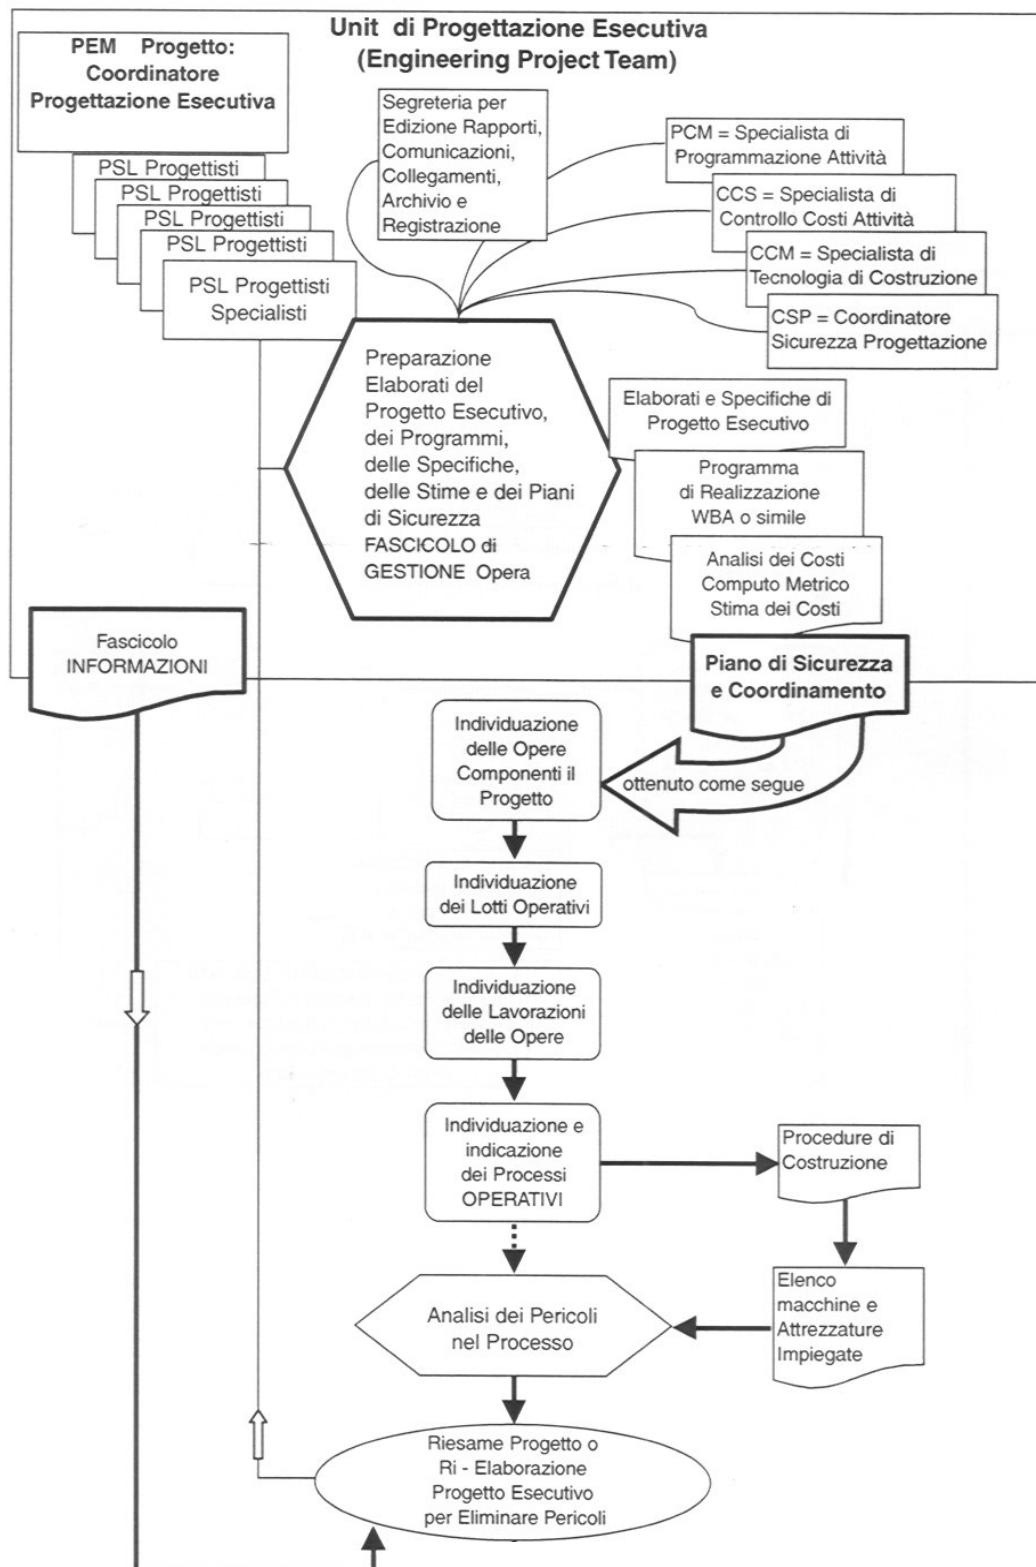 Unit di Progettazione Esecutiva
(Engineering Project Team)
PEM Progetto:
Coordinatore
Progettazione Esecutiva
PSL Progettisti
PSL Progettisti
PSL Progettisti
PSL Progettisti
PSL Progettisti
Specialisti
Segreteria per
Edizione Rapporti,
Comunicazioni,
Collegamenti,
Archivio e
Registrazione
PCM = Specialista di
Programmazione Attività
CCS = Specialista di
Controllo Costi Attività
CCM = Specialista di
Tecnologia di Costruzione
CSP = Coordinatore
Sicurezza Progettazione
Preparazione
Elaborati del
Progetto Esecutivo,
dei Programmi,
delle Specifiche,
delle Stime e dei Piani
di Sicurezza
FASCICOLO di
GESTIONE Opera
Elaborati e Specifiche di
Progetto Esecutivo
Programma
di Realizzazione
WBA o simile
Analisi dei Costi
Computo Metrico
Stima dei Costi
Fascicolo
INFORMAZIONI
Piano di Sicurezza
e Coordinamento
ottenuto come segue
Individuazione
delle Opere
Componenti il
Progetto
Individuazione
dei Lotti Operativi
Individuazione
delle Lavorazioni
delle Opere
Individuazione e
indicazione
dei Processi
OPERATIVI
Procedure di
Costruzione
Elenco
macchine e
Attrezzature
Impiegate
Analisi dei Pericoli
nel Processo
Riesame Progetto o
Ri - Elaborazione
Progetto Esecutivo
per Eliminare Pericoli